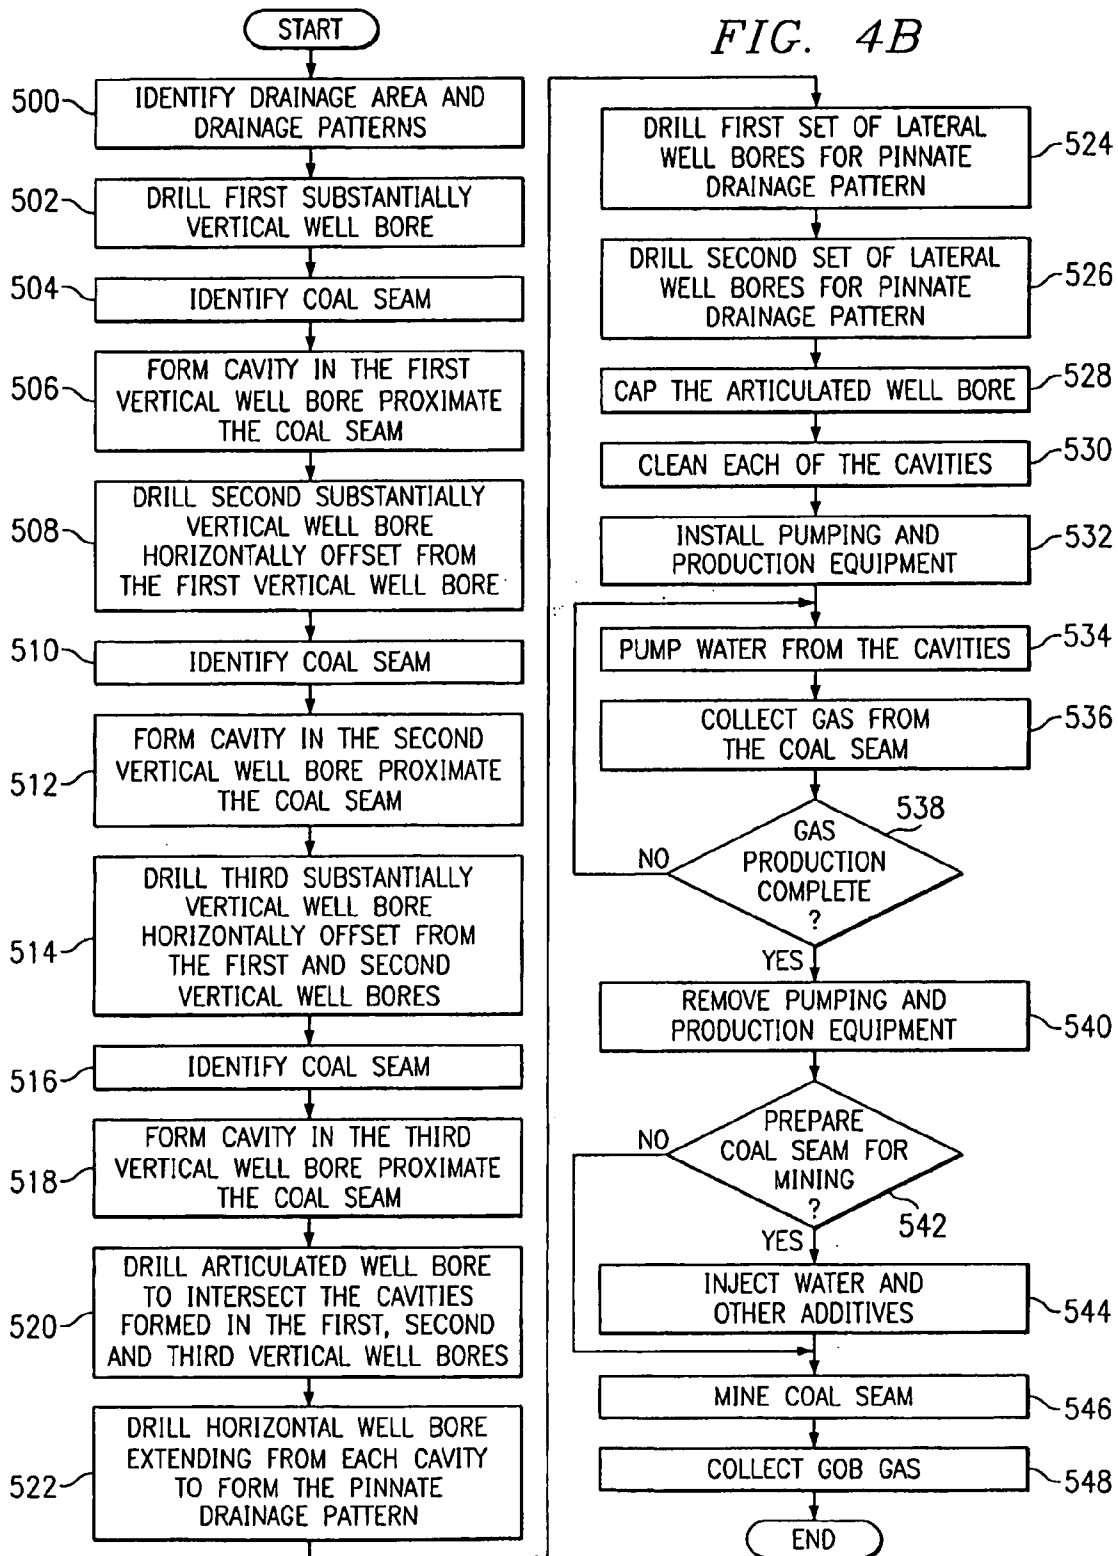 FIG. 4B
START
500
IDENTIFY DRAINAGE AREA AND
DRAINAGE PATTERNS
502
DRILL FIRST SUBSTANTIALLY
VERTICAL WELL BORE
504
IDENTIFY COAL SEAM
506
FORM CAVITY IN THE FIRST
VERTICAL WELL BORE PROXIMATE
THE COAL SEAM
508
DRILL SECOND SUBSTANTIALLY
VERTICAL WELL BORE
HORIZONTALLY OFFSET FROM
THE FIRST VERTICAL WELL BORE
510
IDENTIFY COAL SEAM
512
FORM CAVITY IN THE SECOND
VERTICAL WELL BORE PROXIMATE
THE COAL SEAM
514
DRILL THIRD SUBSTANTIALLY
VERTICAL WELL BORE
HORIZONTALLY OFFSET FROM
THE FIRST AND SECOND
VERTICAL WELL BORES
516
IDENTIFY COAL SEAM
518
FORM CAVITY IN THE THIRD
VERTICAL WELL BORE PROXIMATE
THE COAL SEAM
520
DRILL ARTICULATED WELL BORE
TO INTERSECT THE CAVITIES
FORMED IN THE FIRST, SECOND
AND THIRD VERTICAL WELL BORES
522
DRILL HORIZONTAL WELL BORE
EXTENDING FROM EACH CAVITY
TO FORM THE PINNATE
DRAINAGE PATTERN
DRILL FIRST SET OF LATERAL
WELL BORES FOR PINNATE
DRAINAGE PATTERN
524
DRILL SECOND SET OF LATERAL
WELL BORES FOR PINNATE
DRAINAGE PATTERN
526
CAP THE ARTICULATED WELL BORE
528
CLEAN EACH OF THE CAVITIES
530
INSTALL PUMPING AND
PRODUCTION EQUIPMENT
532
PUMP WATER FROM THE CAVITIES
534
COLLECT GAS FROM
THE COAL SEAM
536
538
GAS
PRODUCTION
COMPLETE
?
NO
YES
REMOVE PUMPING AND
PRODUCTION EQUIPMENT
540
PREPARE
COAL SEAM FOR
MINING
?
542
NO
YES
INJECT WATER AND
OTHER ADDITIVES
544
MINE COAL SEAM
546
COLLECT GOB GAS
548
END